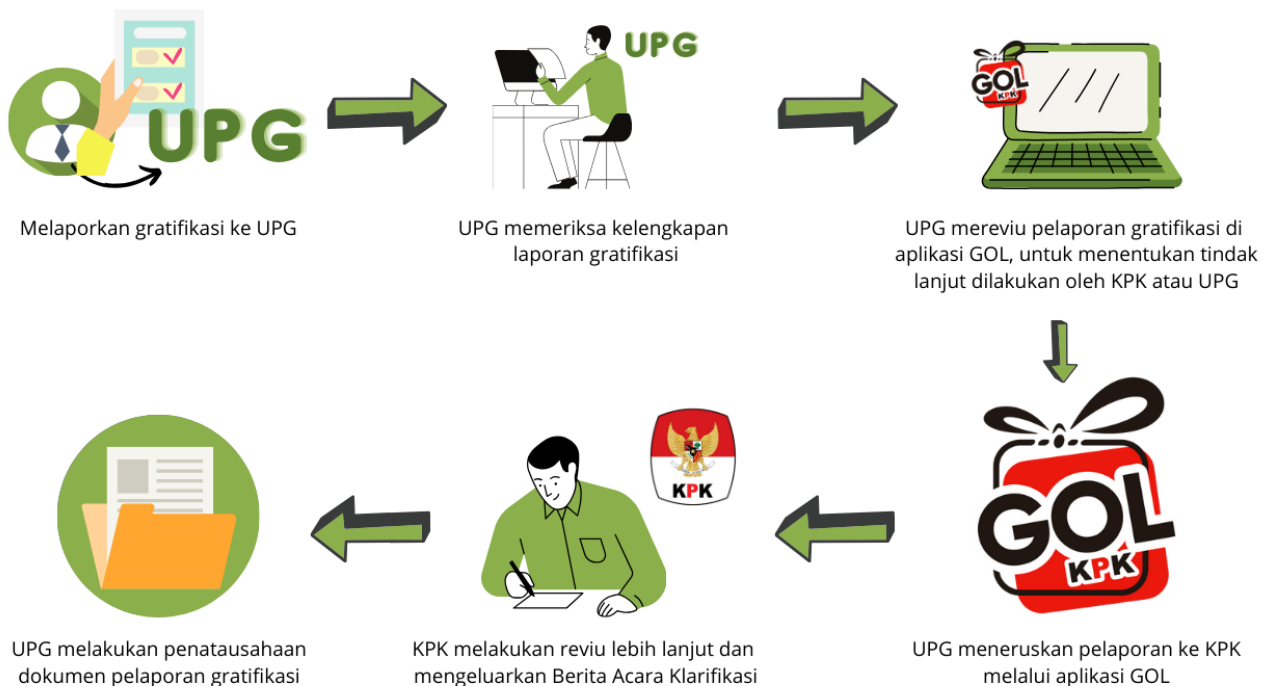 UPG
UPG
GOL
KPK
Melaporkan gratifikasi ke UPG
UPG memeriksa kelengkapan
laporan gratifikasi
UPG mereviu pelaporan gratifikasi di
aplikasi GOL, untuk menentukan tindak
lanjut dilakukan oleh KPK atau UPG
GOL
KPK
UPG meneruskan pelaporan ke KPK
melalui aplikasi GOL
KPK
KPK melakukan reviu lebih lanjut dan
mengeluarkan Berita Acara Klarifikasi
UPG melakukan penatausahaan
dokumen pelaporan gratifikasi